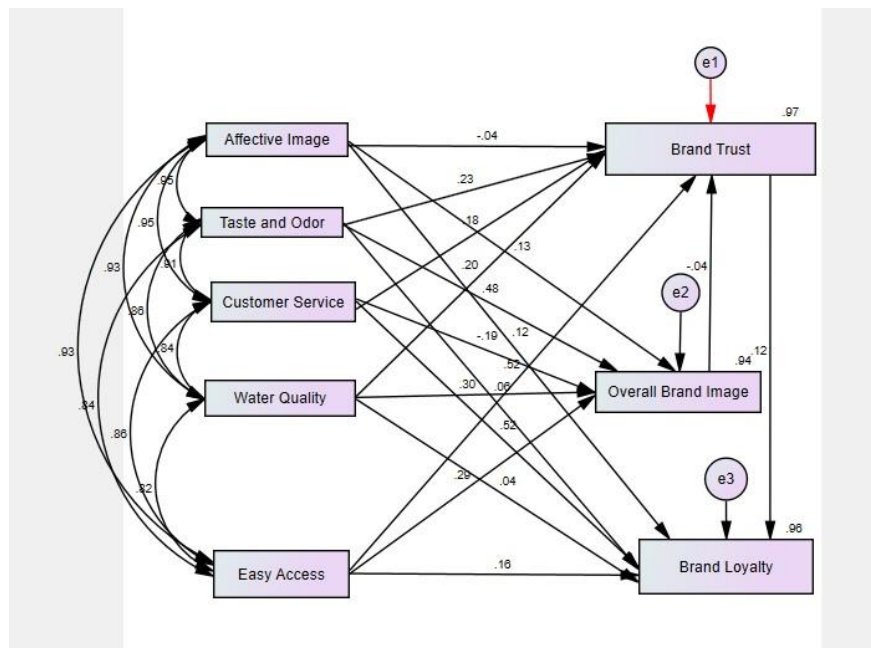 e1
.97
Affective Image
-.04
Brand Trust
.95
.23
Taste and Odor
.18
.95
.13
.91
.93
.20
-.04
e2
.48
Customer Service
.86
-.19
.12
.84
.52
.94
.12
.93
.30
.06
Water Quality
Overall Brand Image
.84
.52
.86
.29
.04
e3
.82
.96
.16
Easy Access
Brand Loyalty